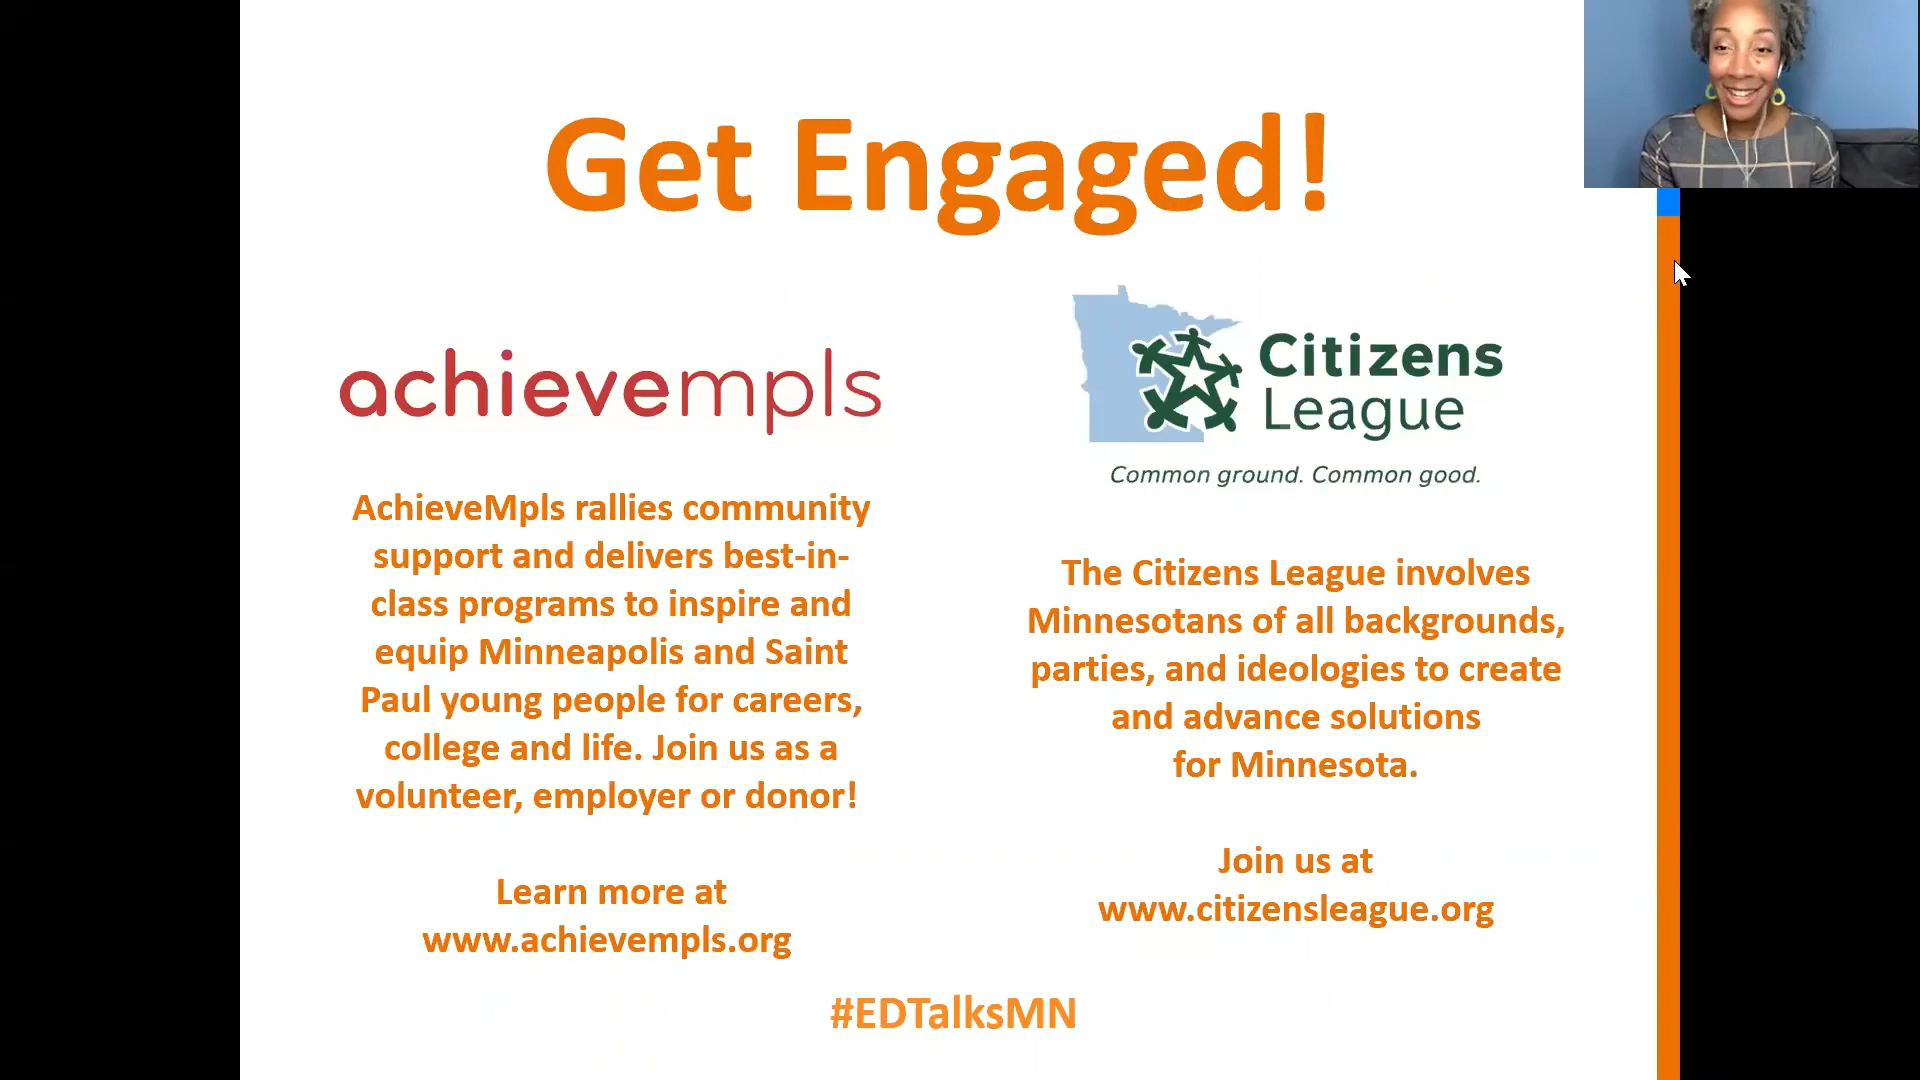 Get Engaged!
achievempls
AchieveMpls rallies community
support and delivers best-in-
class programs to inspire and
equip Minneapolis and Saint
Paul young people for careers,
college and life. Join us as a
volunteer, employer or donor!
Learn more at
www.achievempls.org
Citizens
League
Common ground. Common good.
The Citizens League involves
Minnesotans of all backgrounds,
parties, and ideologies to create
and advance solutions
for Minnesota.
Join us at
www.citizensleague.org
#EDTalksMN